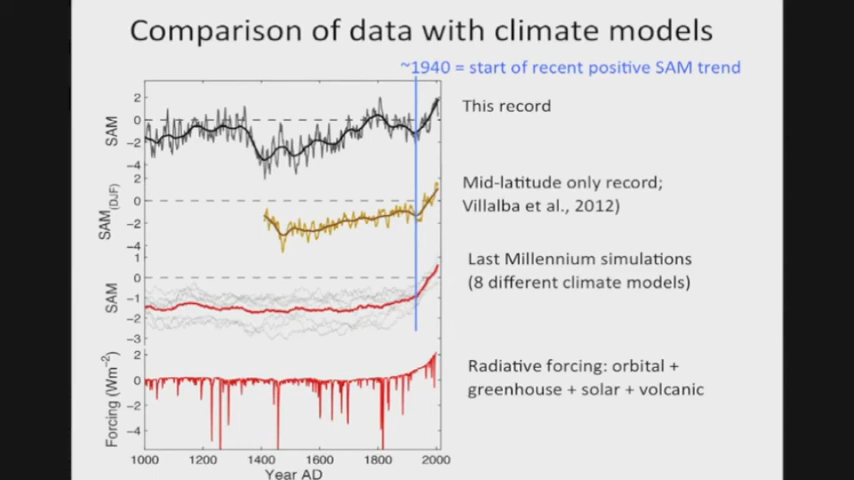 Comparison of data with climate models
~1940 = start of recent positive SAM trend
2
0
−2
−4
SAM
This record
2
0
−2
−4
SAM(DJF)
Mid-latitude only record;
Villalba et al., 2012)
1
0
−1
−2
−3
SAM
Last Millennium simulations
(8 different climate models)
2
0
−2
−4
Forcing (Wm−2)
Radiative forcing: orbital +
greenhouse + solar + volcanic
1000 1200 1400 1600 1800 2000
Year AD